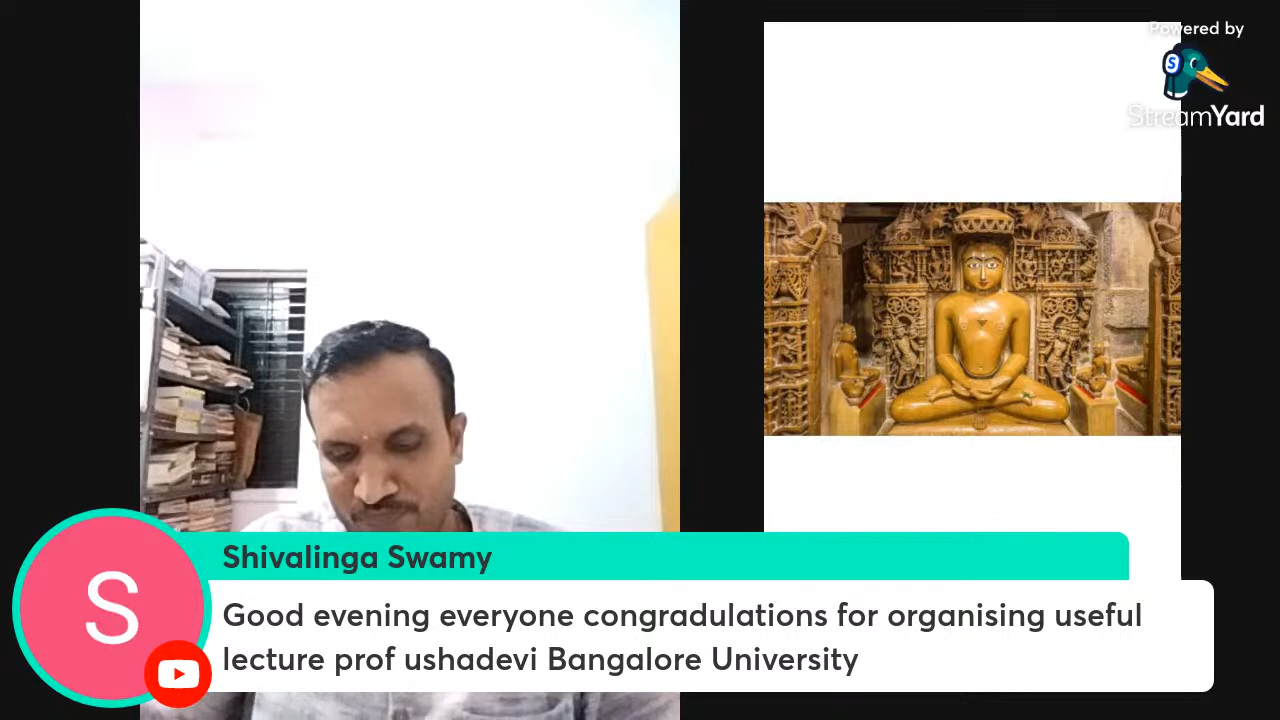 Powered by
S
StreamYard
Shivalinga Swamy
S
Good evening everyone congradulations for organising useful
lecture prof ushadevi Bangalore University